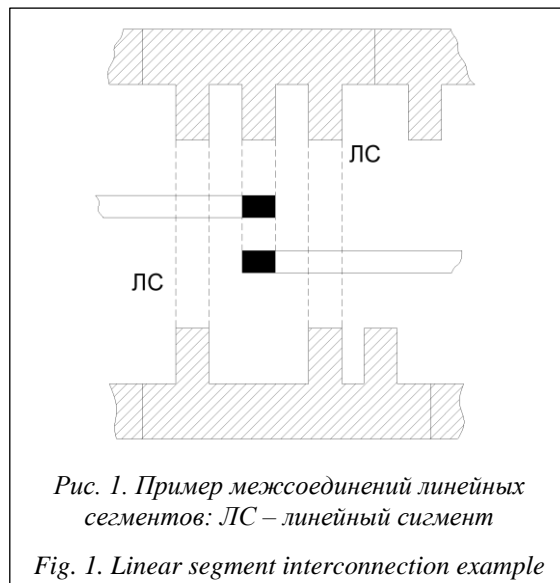 ЛС
ЛС
Рис. 1. Пример межсоединений линейных
сегментов: ЛС – линейный сигмент
Fig. 1. Linear segment interconnection example